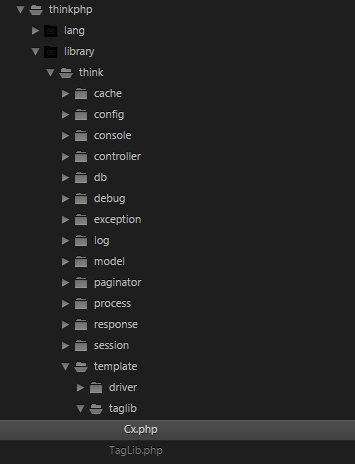 thinkphp
lang
library
think
cache
config
console
controller
db
debug
exception
log
model
paginator
process
response
session
template
driver
taglib
Cx.php
TagLib.php